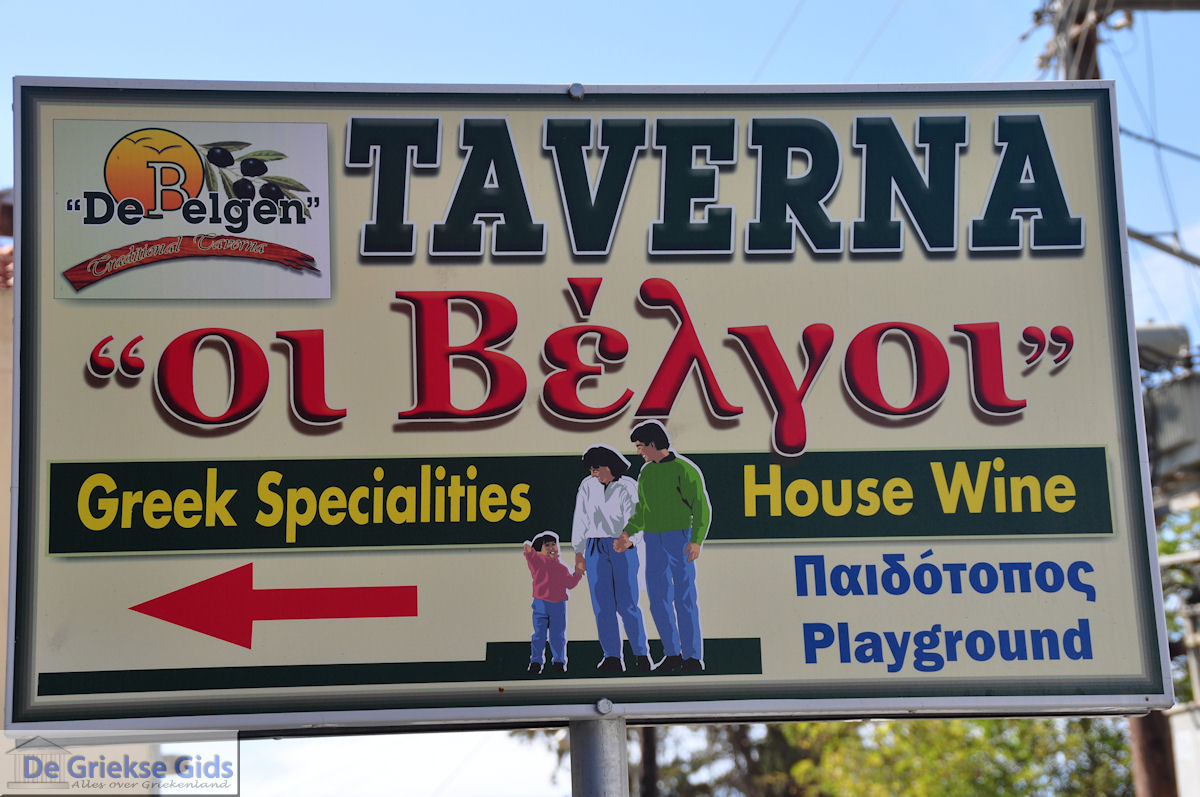 "De Belgen"
Traditional Taverna
TAVERNA
“οι Βέλγοι”
Greek Specialities
House Wine
Παιδότοπος
Playground
De Griekse Gids
Alles over Griekenland